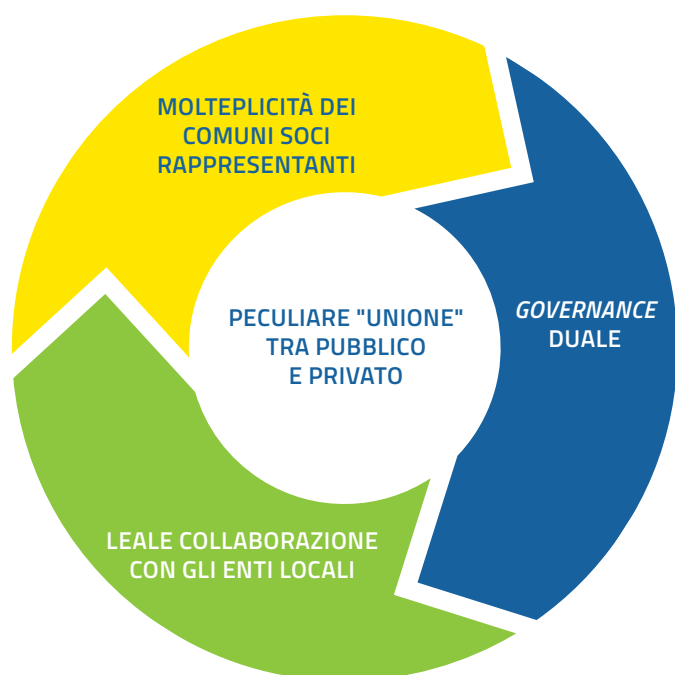 MOLTEPLICITÀ DEI
COMUNI SOCI
RAPPRESENTANTI
PECULIARE "UNIONE"
TRA PUBBLICO
E PRIVATO
GOVERNANCE
DUALE
LEALE COLLABORAZIONE
CON GLI ENTI LOCALI